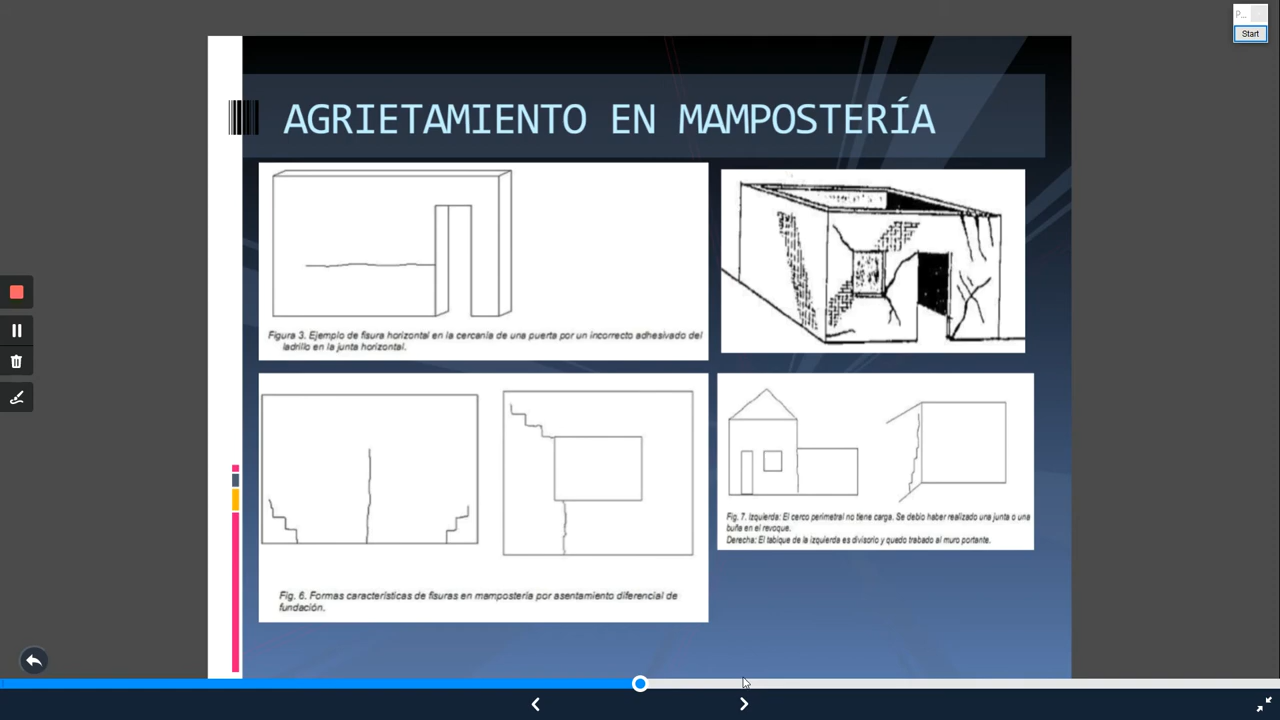 P...
Start
AGRIETAMIENTO EN MAMPOSTERÍA
Figura 3. Ejemplo de fisura horizontal en la cercanía de una puerta por un incorrecto adhesivado del
ladrillo en la junta horizontal.
Fig. 6. Formas características de fisuras en mampostería por asentamiento diferencial de
fundación.
Fig. 7. Izquierda: El cerco perimetral no tiene carga. Se debio haber realizado una junta o una
buña en el revoque.
Derecha: El tabique de la izquierda es divisorio y quedo trabado al muro portante.